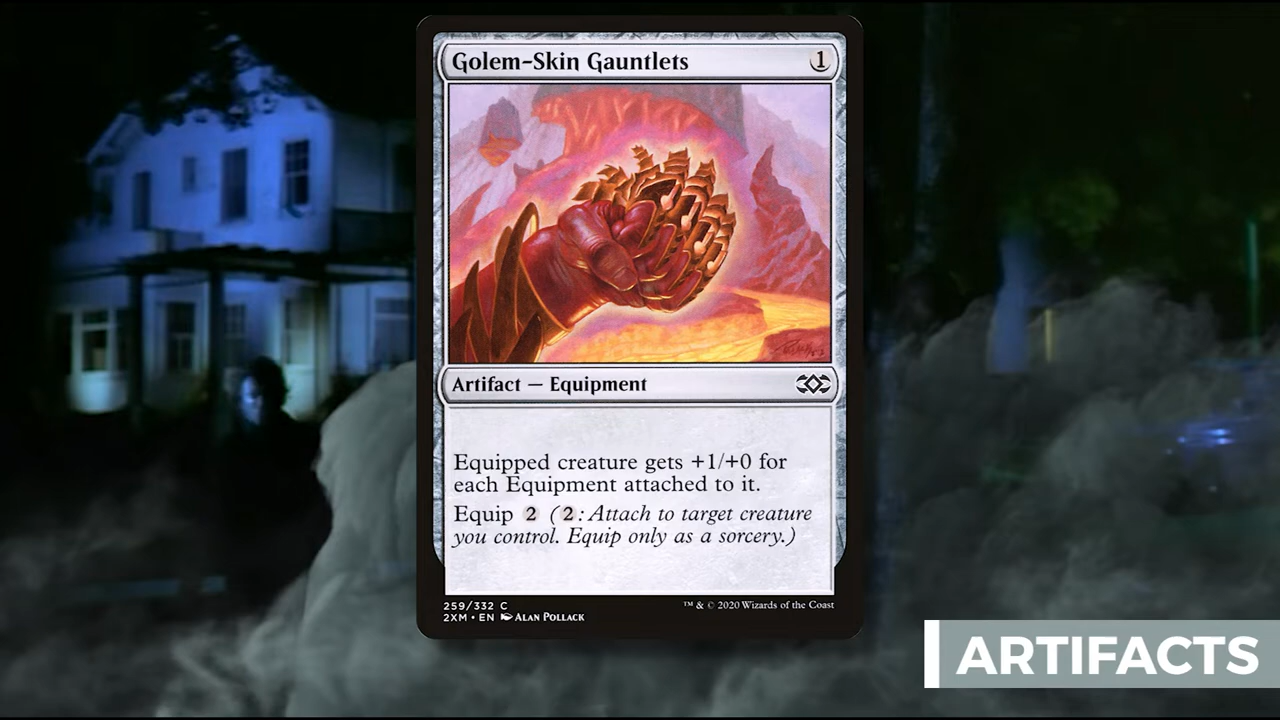 Golem-Skin Gauntlets 1
Artifact — Equipment
Equipped creature gets +1/+0 for
each Equipment attached to it.
Equip 2 (2: Attach to target creature
you control. Equip only as a sorcery.)
259/332 C
™ & © 2020 Wizards of the Coast
2XM • EN ALAN POLLACK
ARTIFACTS